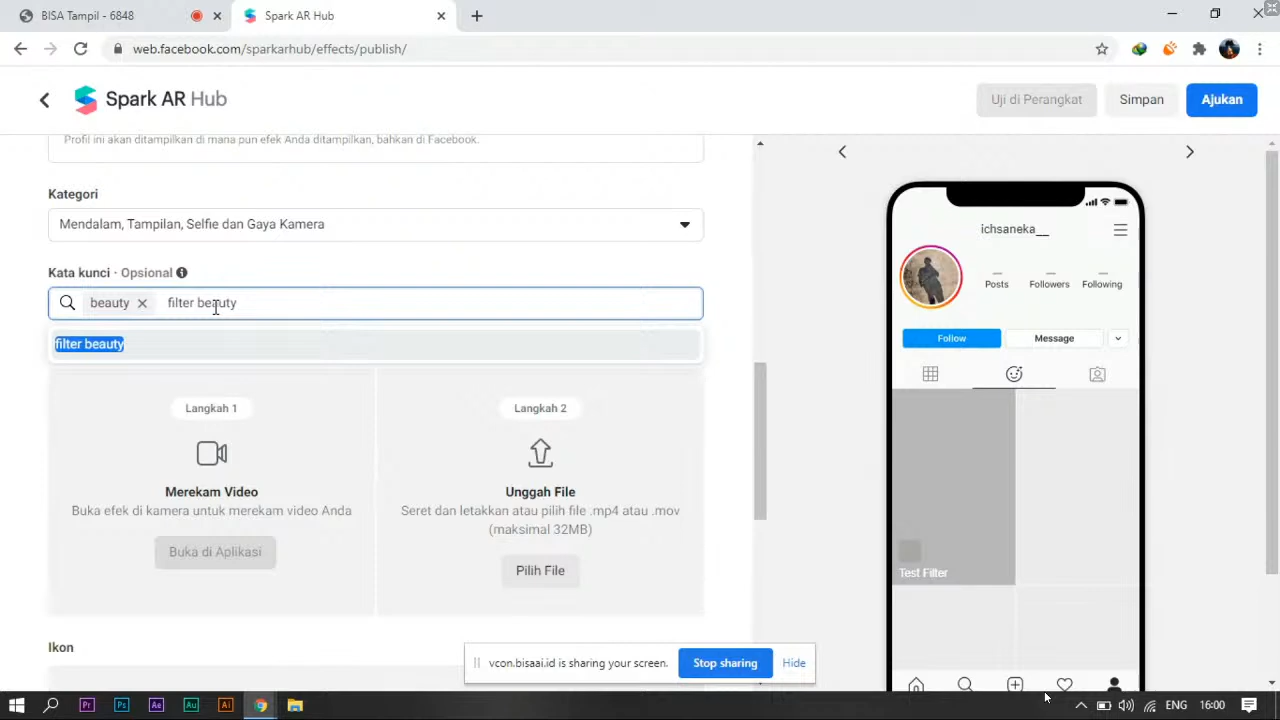 BISA Tampil - 6848
Spark AR Hub
web.facebook.com/sparkarhub/effects/publish/
Spark AR Hub
Uji di Perangkat
Simpan
Ajukan
Profil ini akan ditampilkan di mana pun efek Anda ditampilkan, bahkan di Facebook.
Kategori
Mendalam, Tampilan, Selfie dan Gaya Kamera
Kata kunci · Opsional
beauty
filter beauty
filter beauty
Langkah 1
Merekam Video
Buka efek di kamera untuk merekam video Anda
Buka di Aplikasi
Langkah 2
Unggah File
Seret dan letakkan atau pilih file .mp4 atau .mov
(maksimal 32MB)
Pilih File
Ikon
ichsaneka__
Posts
Followers
Following
Follow
Message
Test Filter
vcon.bisaai.id is sharing your screen.
Stop sharing
Hide
Pr
Ps
Ae
Au
Ai
ENG
16:00